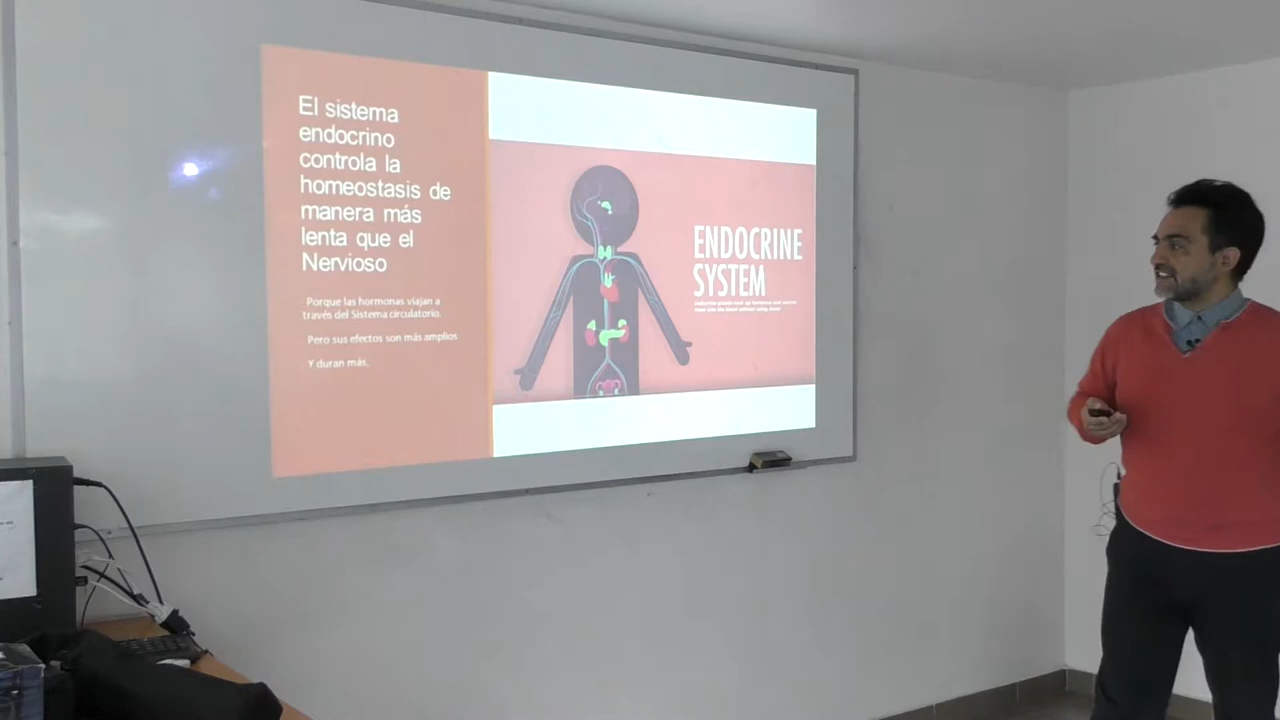 El sistema
endocrino
controla la
homeostasis de
manera más
lenta que el
Nervioso
Porque las hormonas viajan a
través del Sistema circulatorio.
Pero sus efectos son más amplios
Y duran más.
ENDOCRINE
SYSTEM